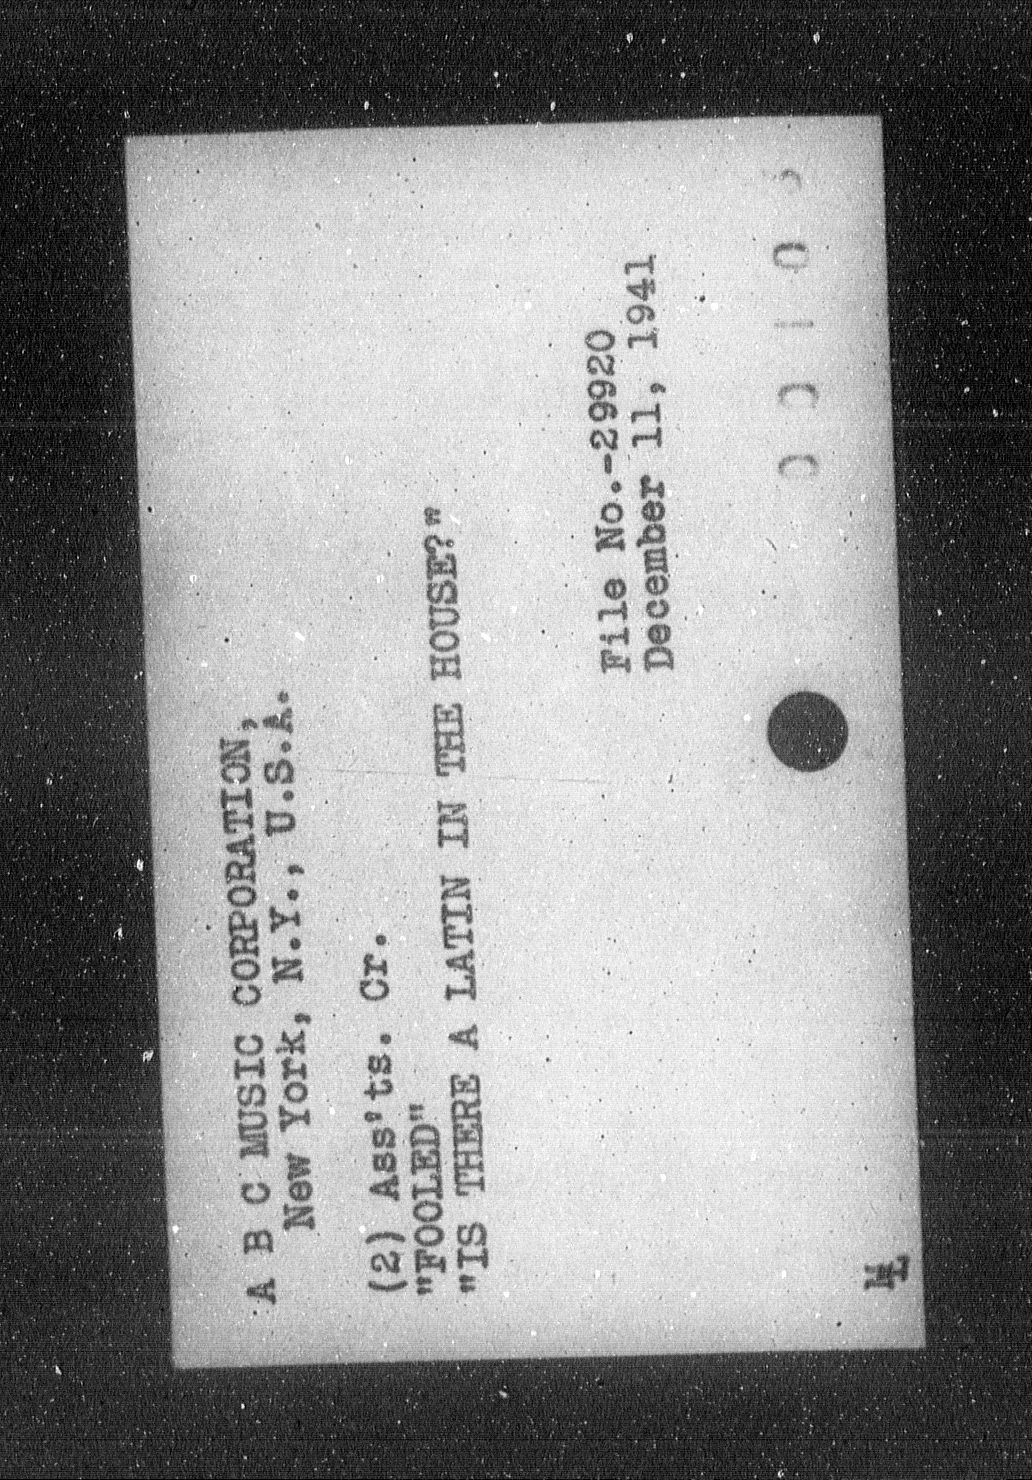 A B C MUSIC CORPORATION,
New York, N.Y., U.S.A.
(2) Ass'ts. Cr.
"FOOLED"
"IS THERE A LATIN IN THE HOUSE?"
File No.-29920
December 11, 1941